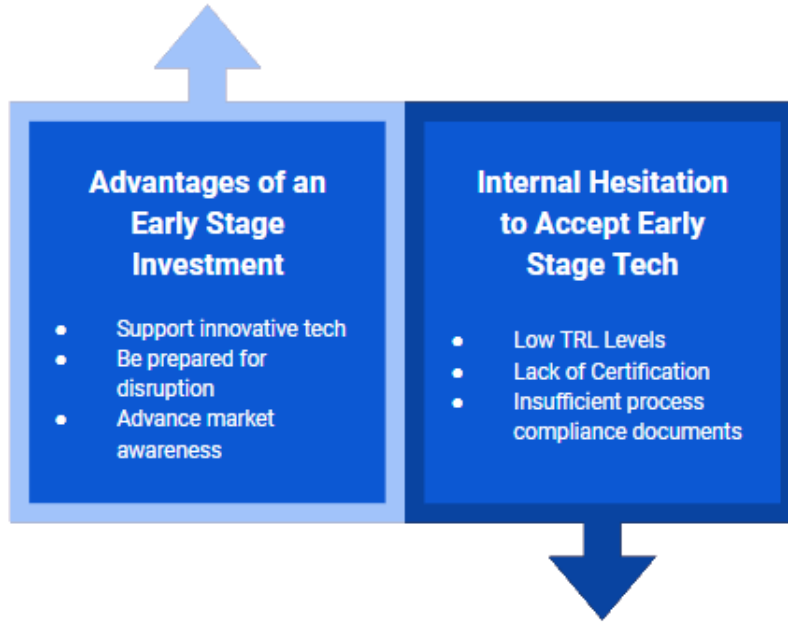 Advantages of an
Early Stage
Investment
● Support innovative tech
● Be prepared for
disruption
● Advance market
awareness
Internal Hesitation
to Accept Early
Stage Tech
● Low TRL Levels
● Lack of Certification
● Insufficient process
compliance documents